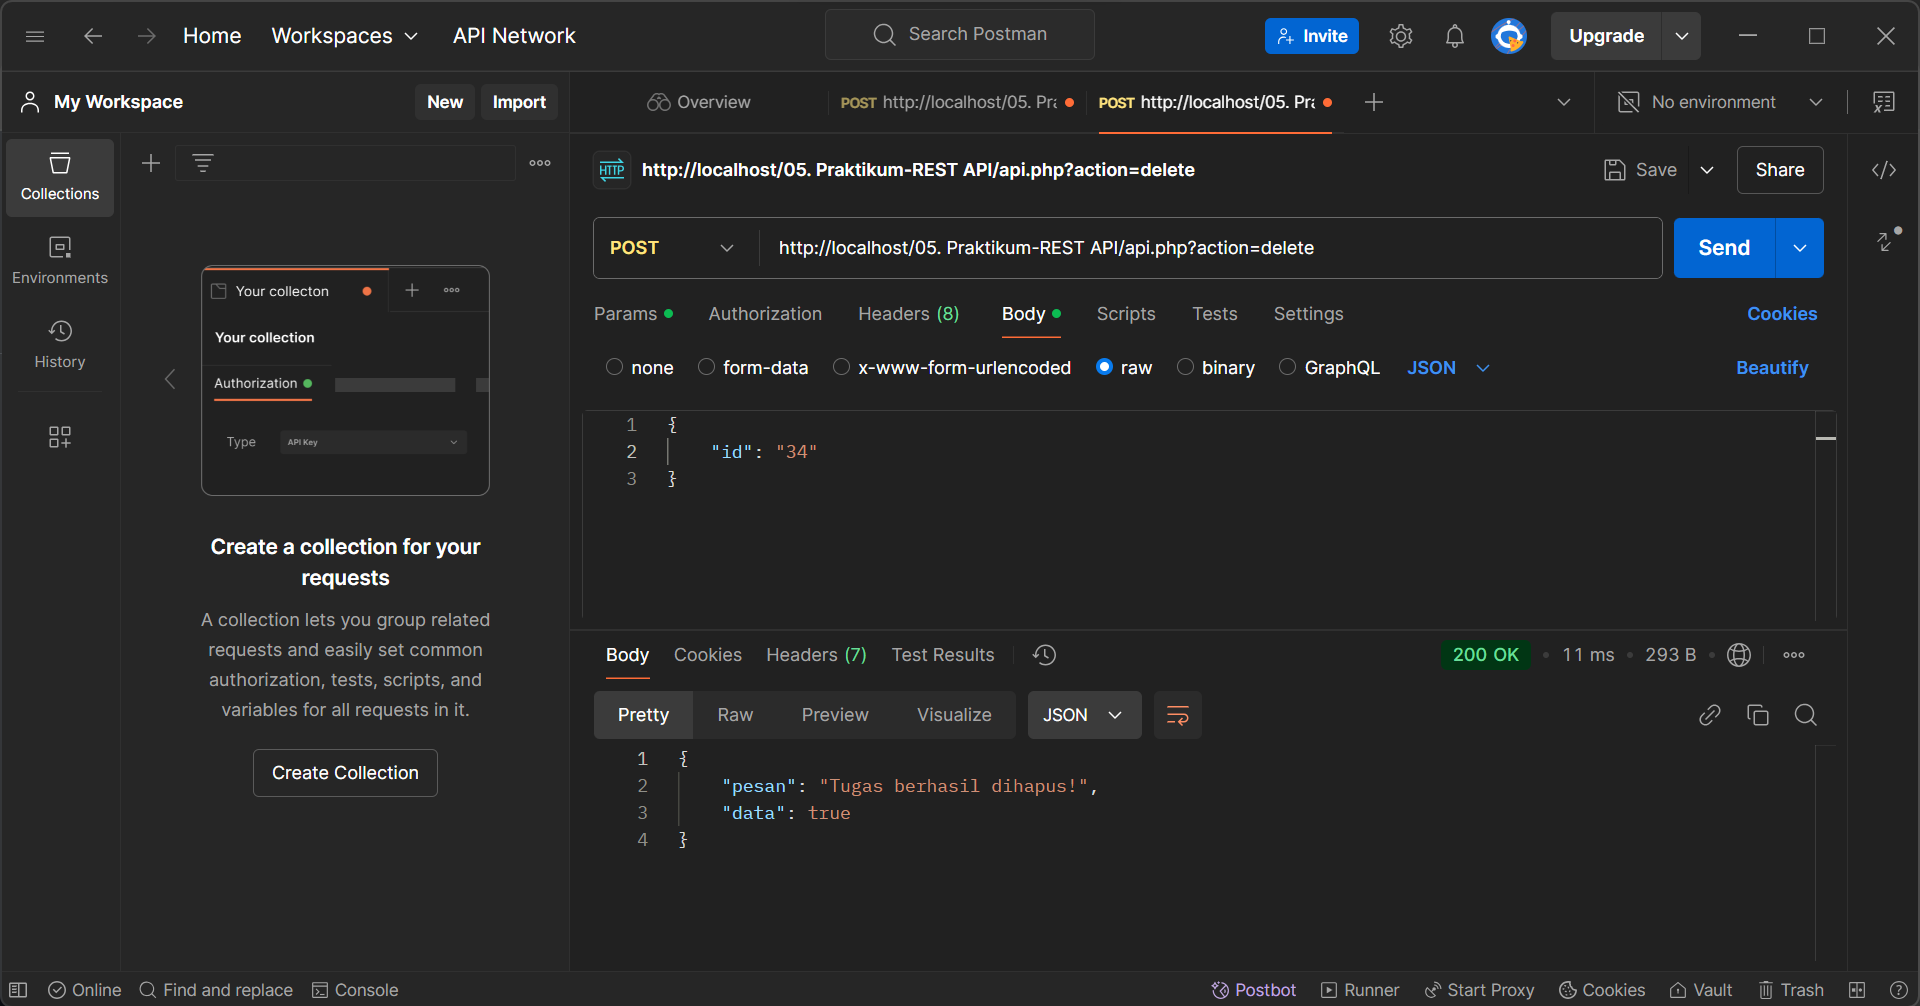 Home Workspaces API Network Search Postman Invite Upgrade
My Workspace New Import Overview POST http://localhost/05. Pra POST http://localhost/05. Pra No environment
Collections
Environments
History
Your collecton
Your collection
Authorization
Type API Key
Create a collection for your
requests
A collection lets you group related
requests and easily set common
authorization, tests, scripts, and
variables for all requests in it.
Create Collection
HTTP http://localhost/05. Praktikum-REST API/api.php?action=delete Save Share
POST http://localhost/05. Praktikum-REST API/api.php?action=delete Send
Params Authorization Headers (8) Body Scripts Tests Settings Cookies
none form-data x-www-form-urlencoded raw binary GraphQL JSON Beautify
1 {
2 "id": "34"
3 }
Body Cookies Headers (7) Test Results 200 OK • 11 ms • 293 B •
Pretty Raw Preview Visualize JSON
1 {
2 "pesan": "Tugas berhasil dihapus!",
3 "data": true
4 }
Online Find and replace Console Postbot Runner Start Proxy Cookies Vault Trash